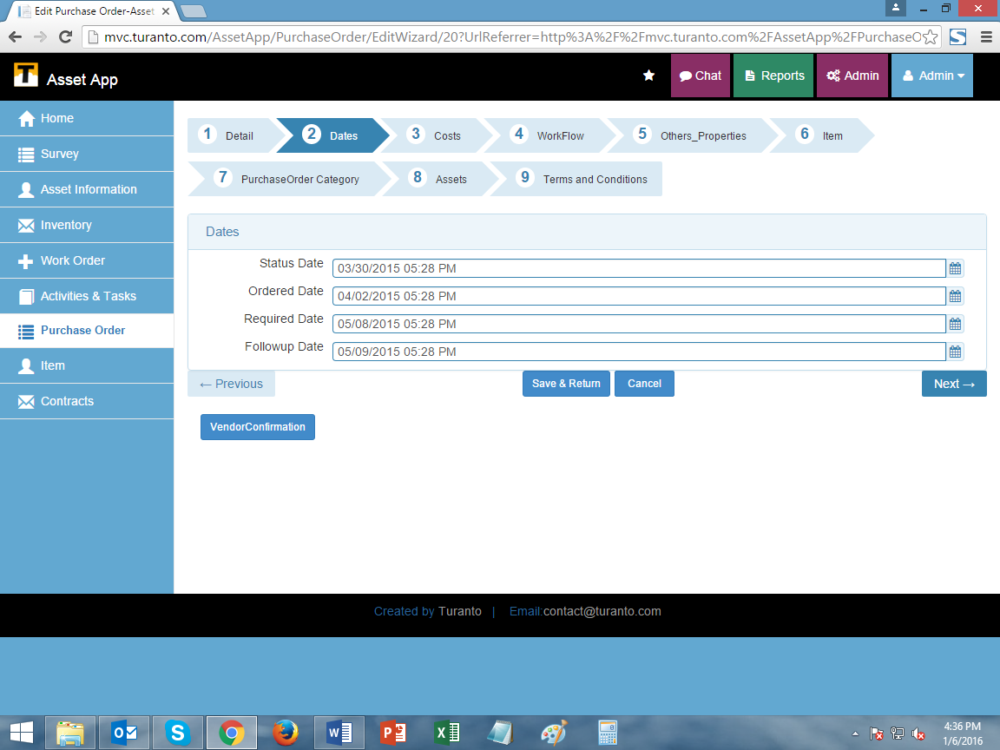 Edit Purchase Order-Asset
mvc.turanto.com/AssetApp/PurchaseOrder/EditWizard/20?UrlReferrer=http%3A%2F%2Fmvc.turanto.com%2FAssetApp%2FPurchaseO
T Asset App
Chat Reports Admin Admin
Home
Survey
Asset Information
Inventory
Work Order
Activities & Tasks
Purchase Order
Item
Contracts
1 Detail 2 Dates 3 Costs 4 WorkFlow 5 Others_Properties 6 Item
7 PurchaseOrder Category 8 Assets 9 Terms and Conditions
Dates
Status Date 03/30/2015 05:28 PM
Ordered Date 04/02/2015 05:28 PM
Required Date 05/08/2015 05:28 PM
Followup Date 05/09/2015 05:28 PM
← Previous Save & Return Cancel Next →
VendorConfirmation
Created by Turanto | Email:contact@turanto.com
4:36 PM
1/6/2016